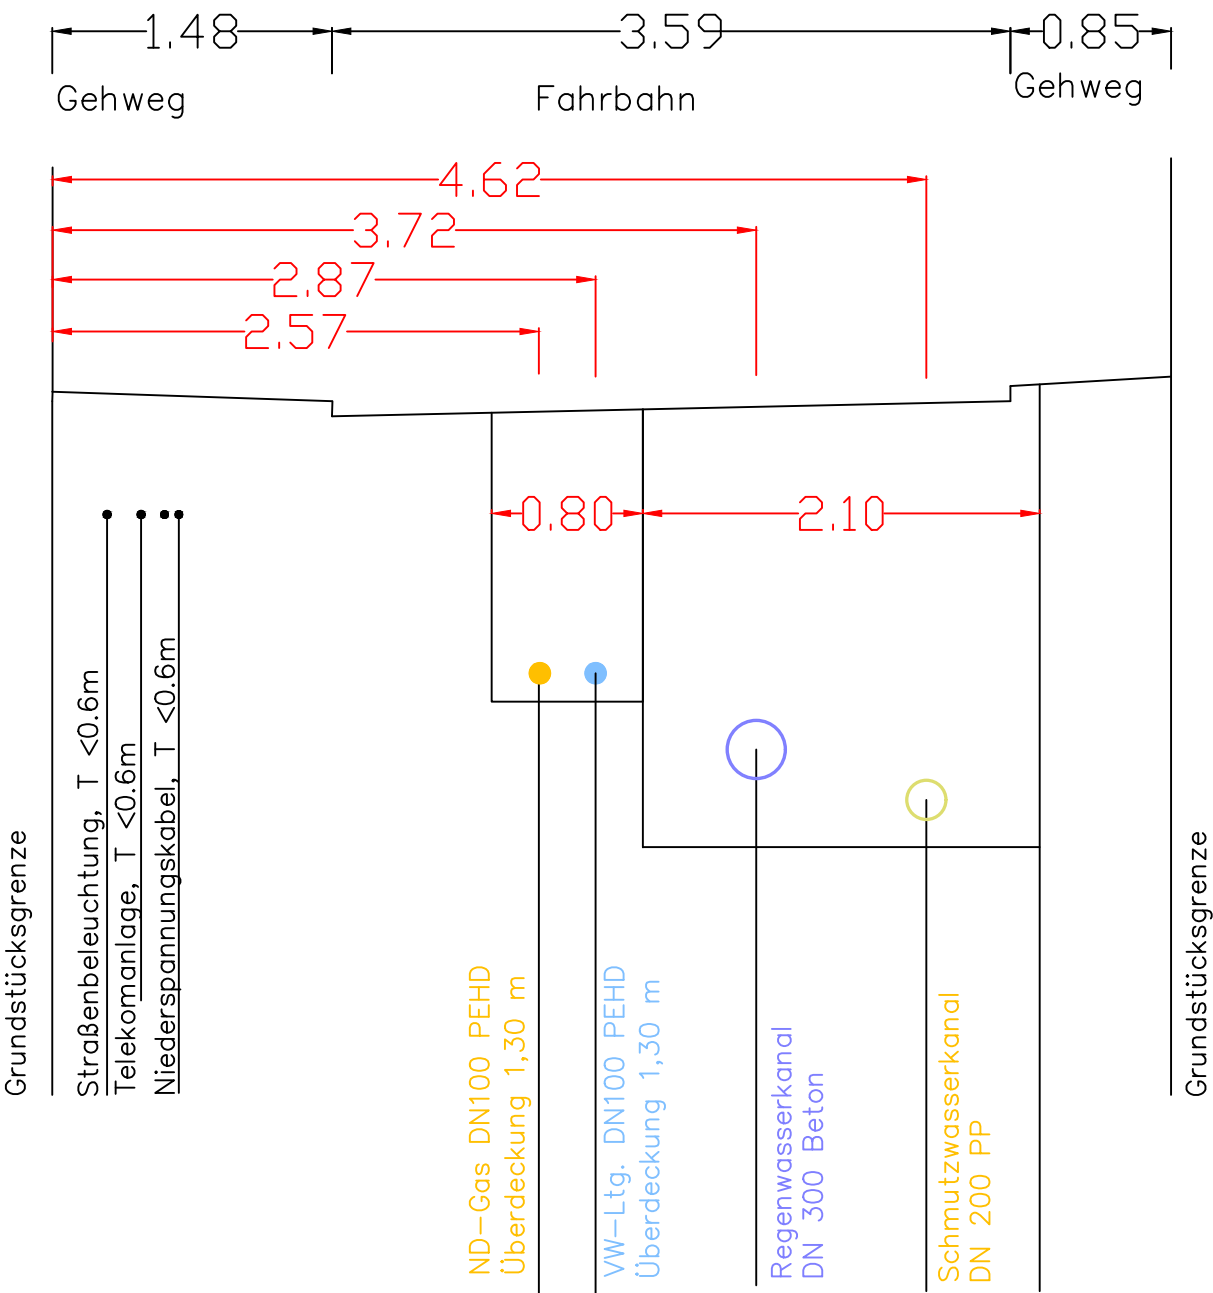 1.48
3.59
0.85
Gehweg
Fahrbahn
Gehweg
4.62
3.72
2.87
2.57
0.80
2.10
Grundstücksgrenze
Straßenbeleuchtung, T <0.6m
Telekomanlage, T <0.6m
Niederspannungskabel, T <0.6m
ND-Gas DN100 PEHD
Überdeckung 1,30 m
VW-Ltg. DN100 PEHD
Überdeckung 1,30 m
Regenwasserkanal
DN 300 Beton
Schmutzwasserkanal
DN 200 PP
Grundstücksgrenze